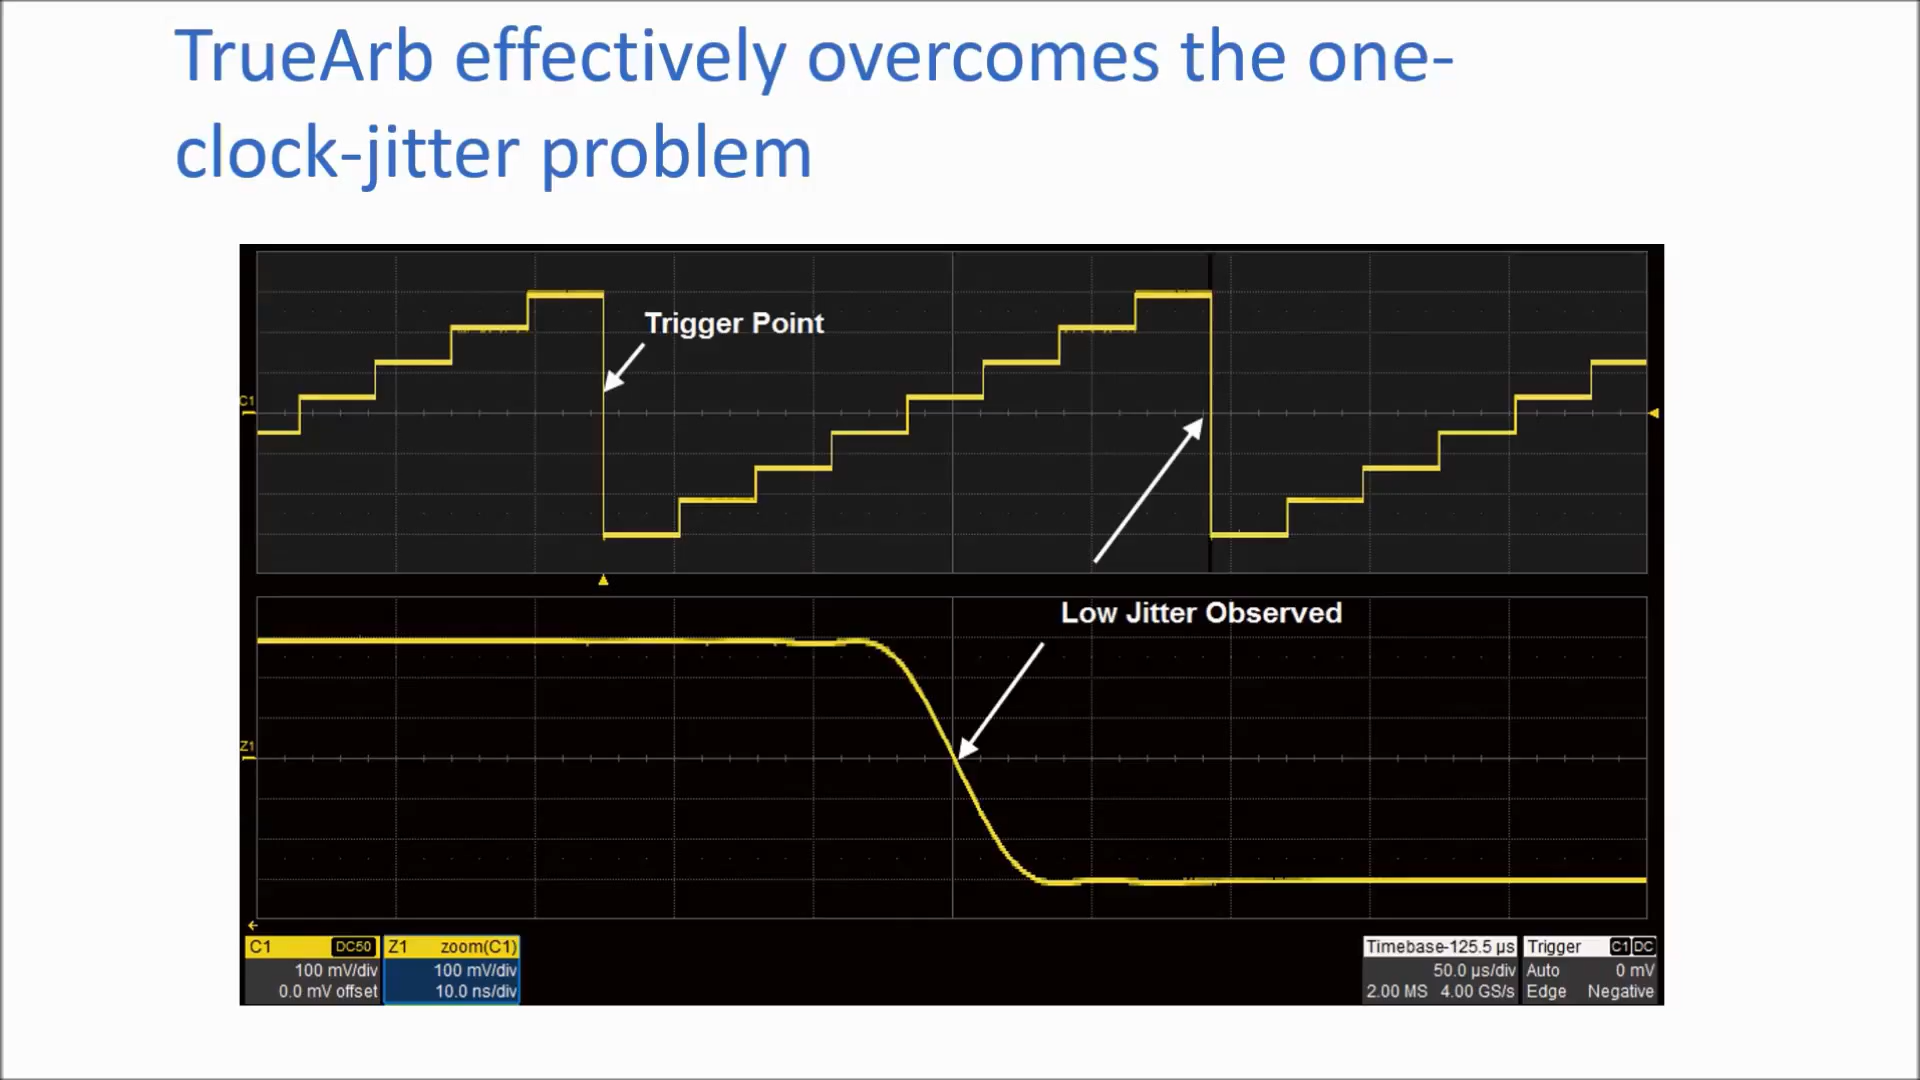 TrueArb effectively overcomes the one-
clock-jitter problem
Trigger Point
C1
Low Jitter Observed
Z1
C1 DC50
100 mV/div
0.0 mV offset
Z1 zoom(C1)
100 mV/div
10.0 ns/div
Timebase-125.5 µs
50.0 µs/div
2.00 MS 4.00 GS/s
Trigger C1 DC
Auto 0 mV
Edge Negative